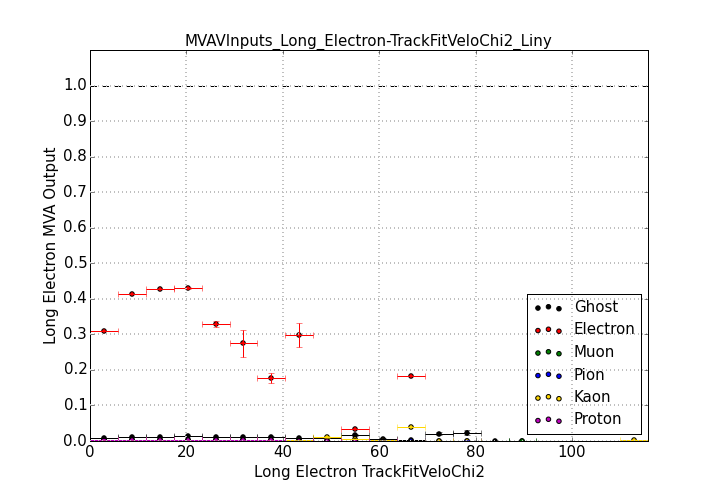 MVAVInputs_Long_Electron-TrackFitVeloChi2_Liny
Long Electron MVA Output
1.0
0.9
0.8
0.7
0.6
0.5
0.4
0.3
0.2
0.1
0.0
Ghost
Electron
Muon
Pion
Kaon
Proton
0 20 40 60 80 100
Long Electron TrackFitVeloChi2